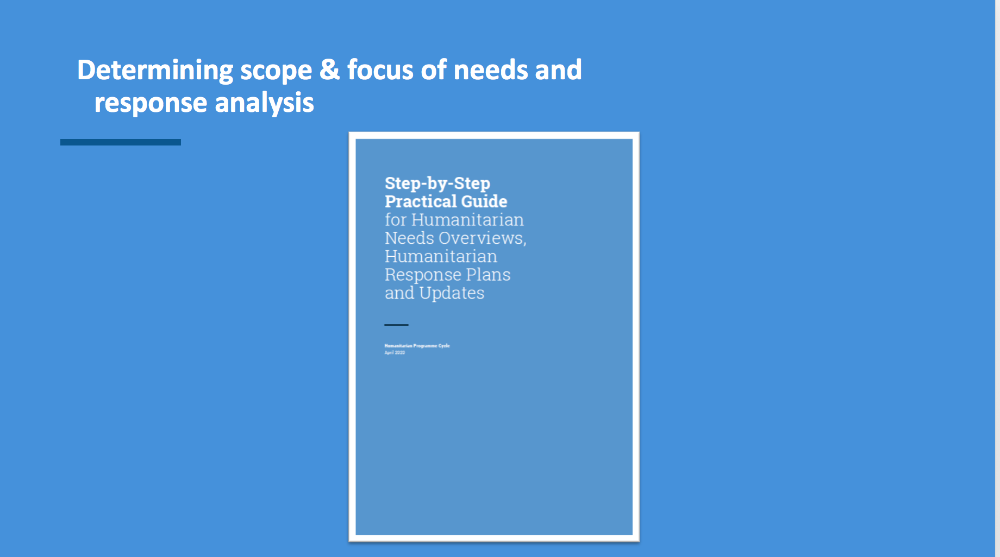 Determining scope & focus of needs and
response analysis
Step-by-Step
Practical Guide
for Humanitarian
Needs Overviews,
Humanitarian
Response Plans
and Updates
Humanitarian Programme Cycle
April 2020